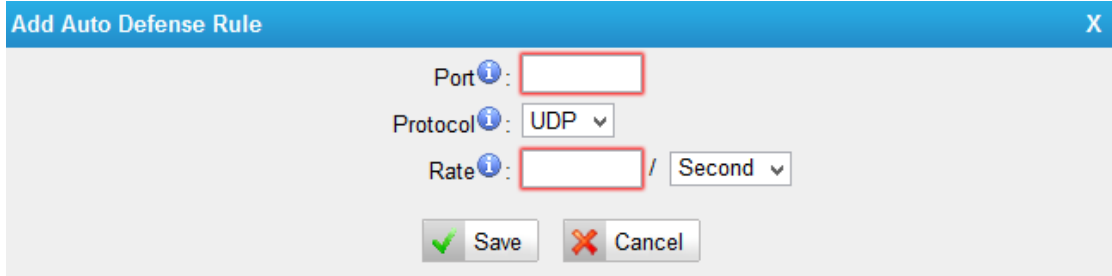 Add Auto Defense Rule X
Port i :
Protocol i : UDP
Rate i : / Second
Save Cancel